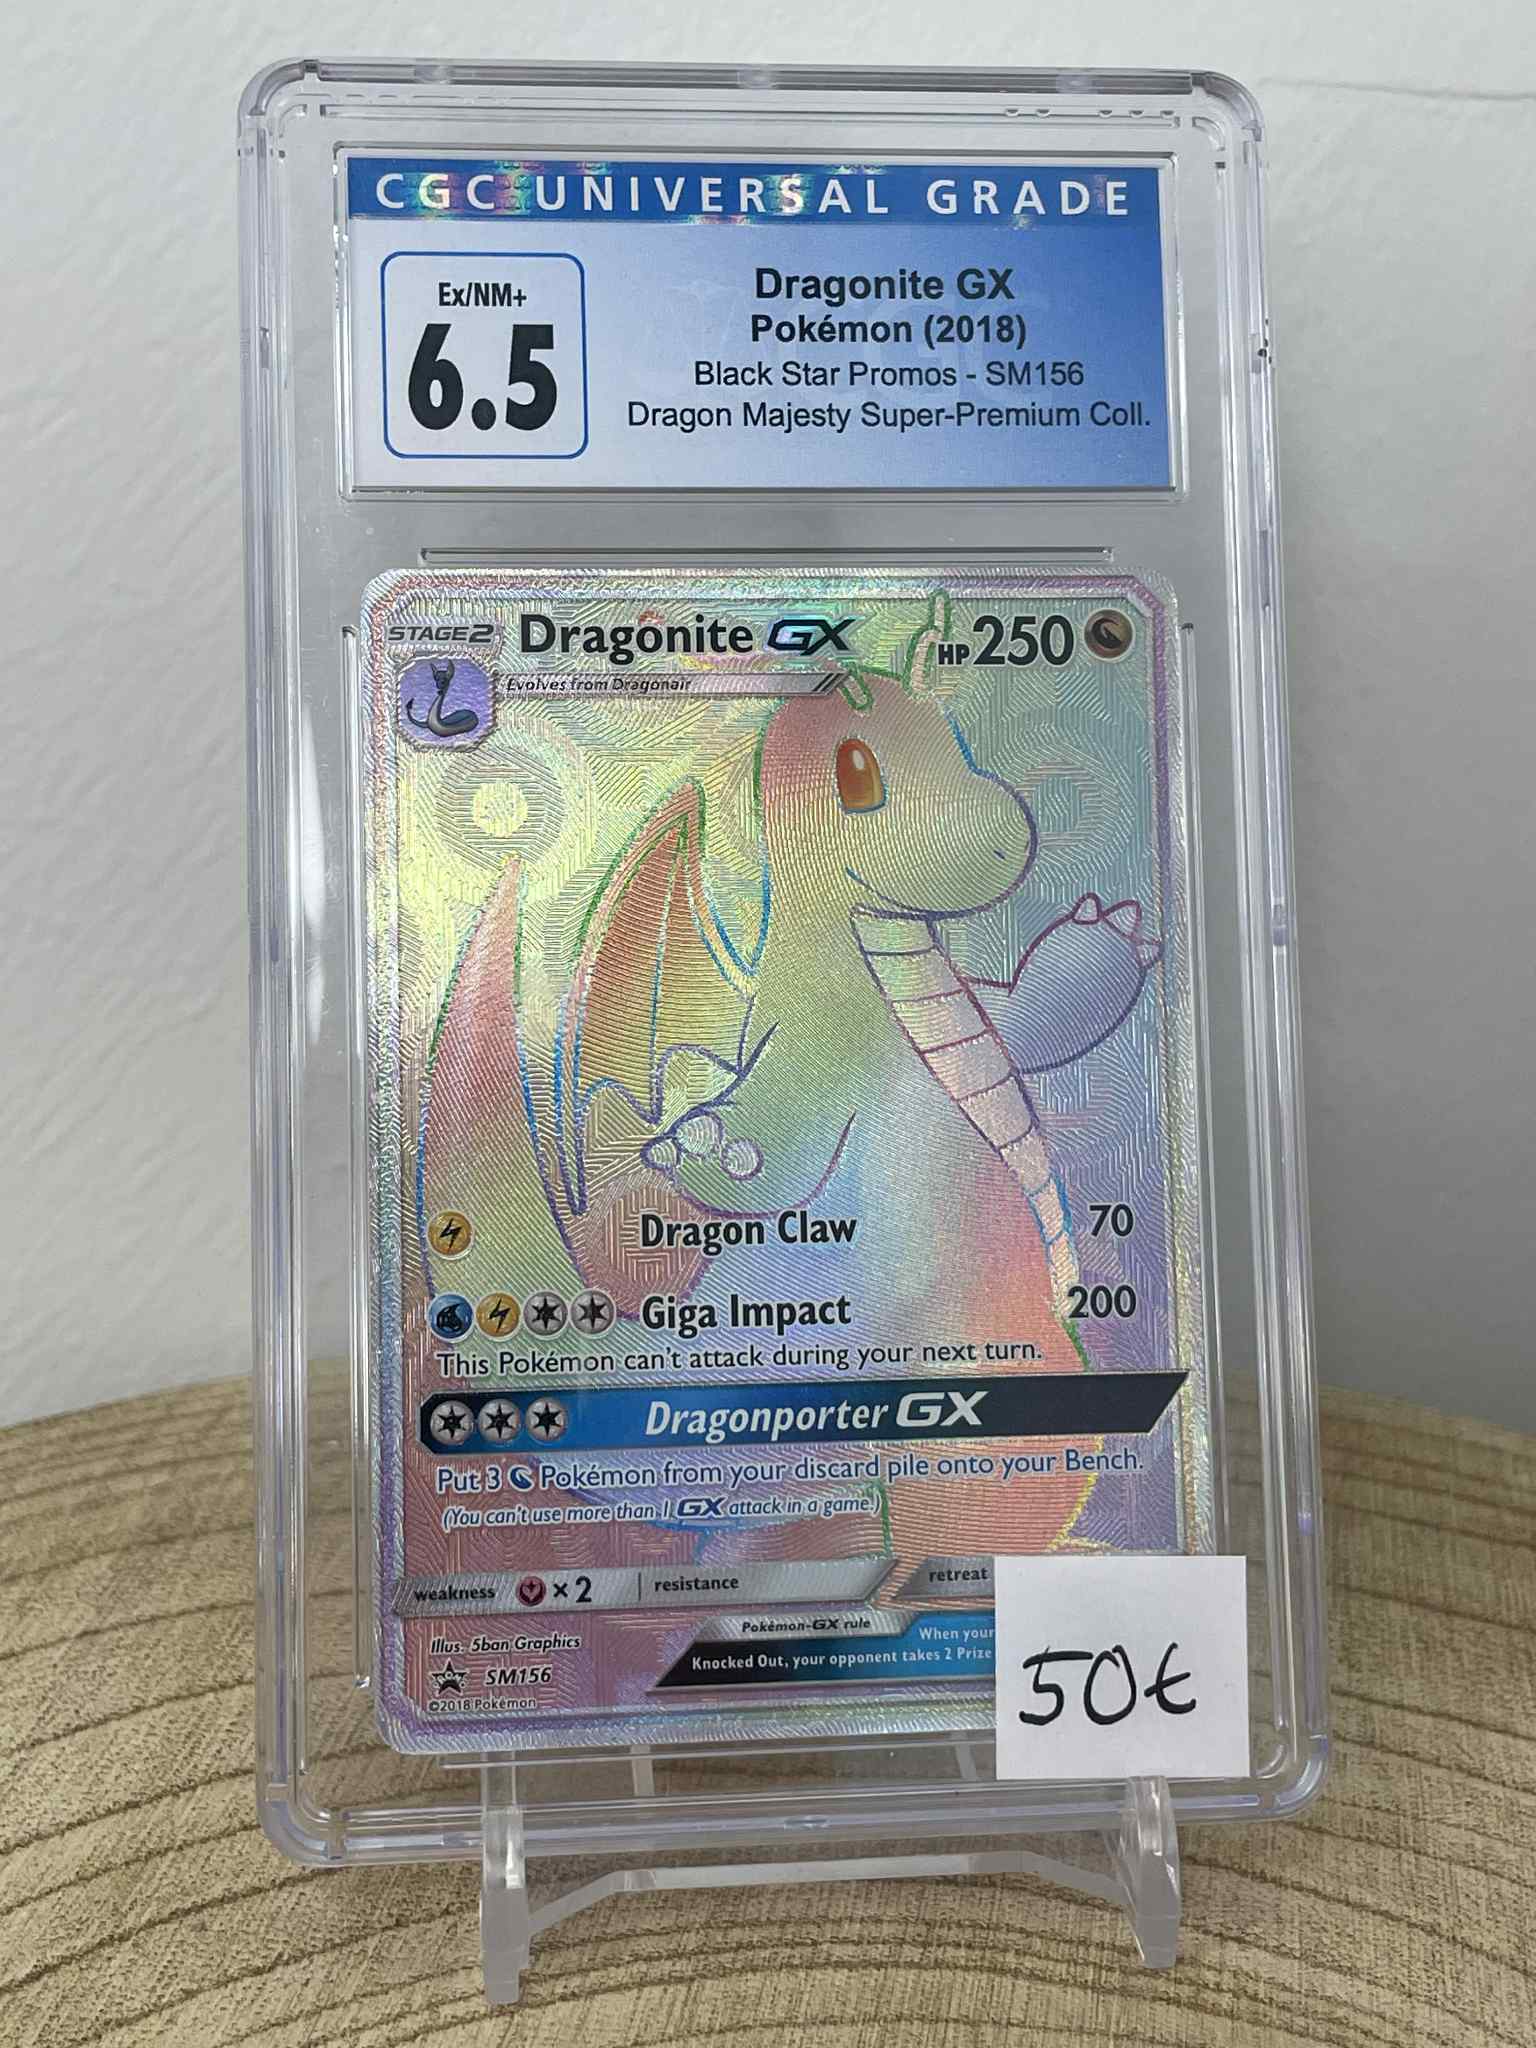 CGC UNIVERSAL GRADE
Ex/NM+
6.5
Dragonite GX
Pokémon (2018)
Black Star Promos - SM156
Dragon Majesty Super-Premium Coll.
STAGE2
Dragonite GX
HP250
Evolves from Dragonair
Dragon Claw 70
Giga Impact 200
This Pokémon can't attack during your next turn.
Dragonporter GX
Put 3 Pokémon from your discard pile onto your Bench.
(You can't use more than 1 GX attack in a game.)
weakness ×2 resistance retreat
Illus. 5ban Graphics
Pokémon-GX rule
When your
Knocked Out, your opponent takes 2 Prize
PROMO SM156
©2018 Pokémon
50€